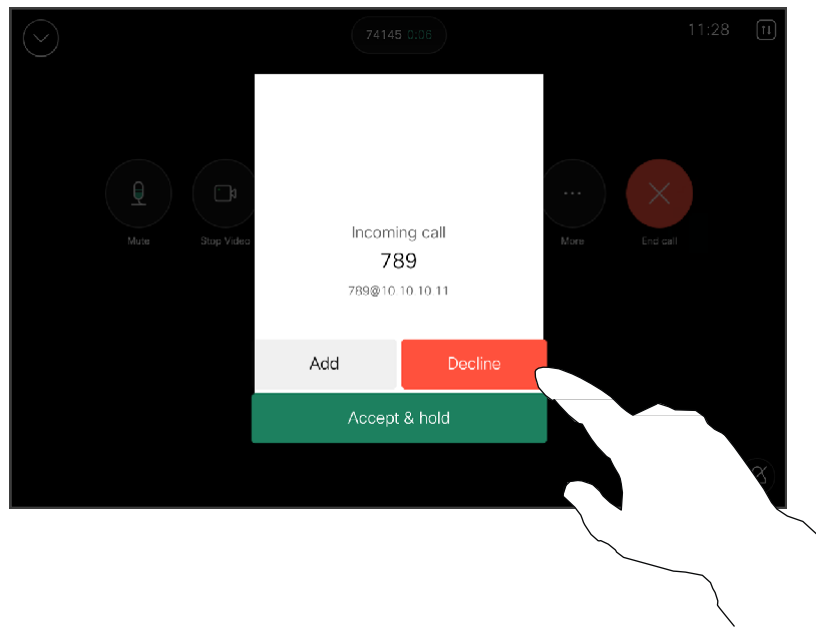 74145 0:06
11:28
Mute
Stop Video
More
End call
Incoming call
789
789@10.10.10.11
Add
Decline
Accept & hold